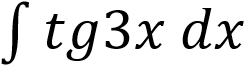 ∫ tg3x dx